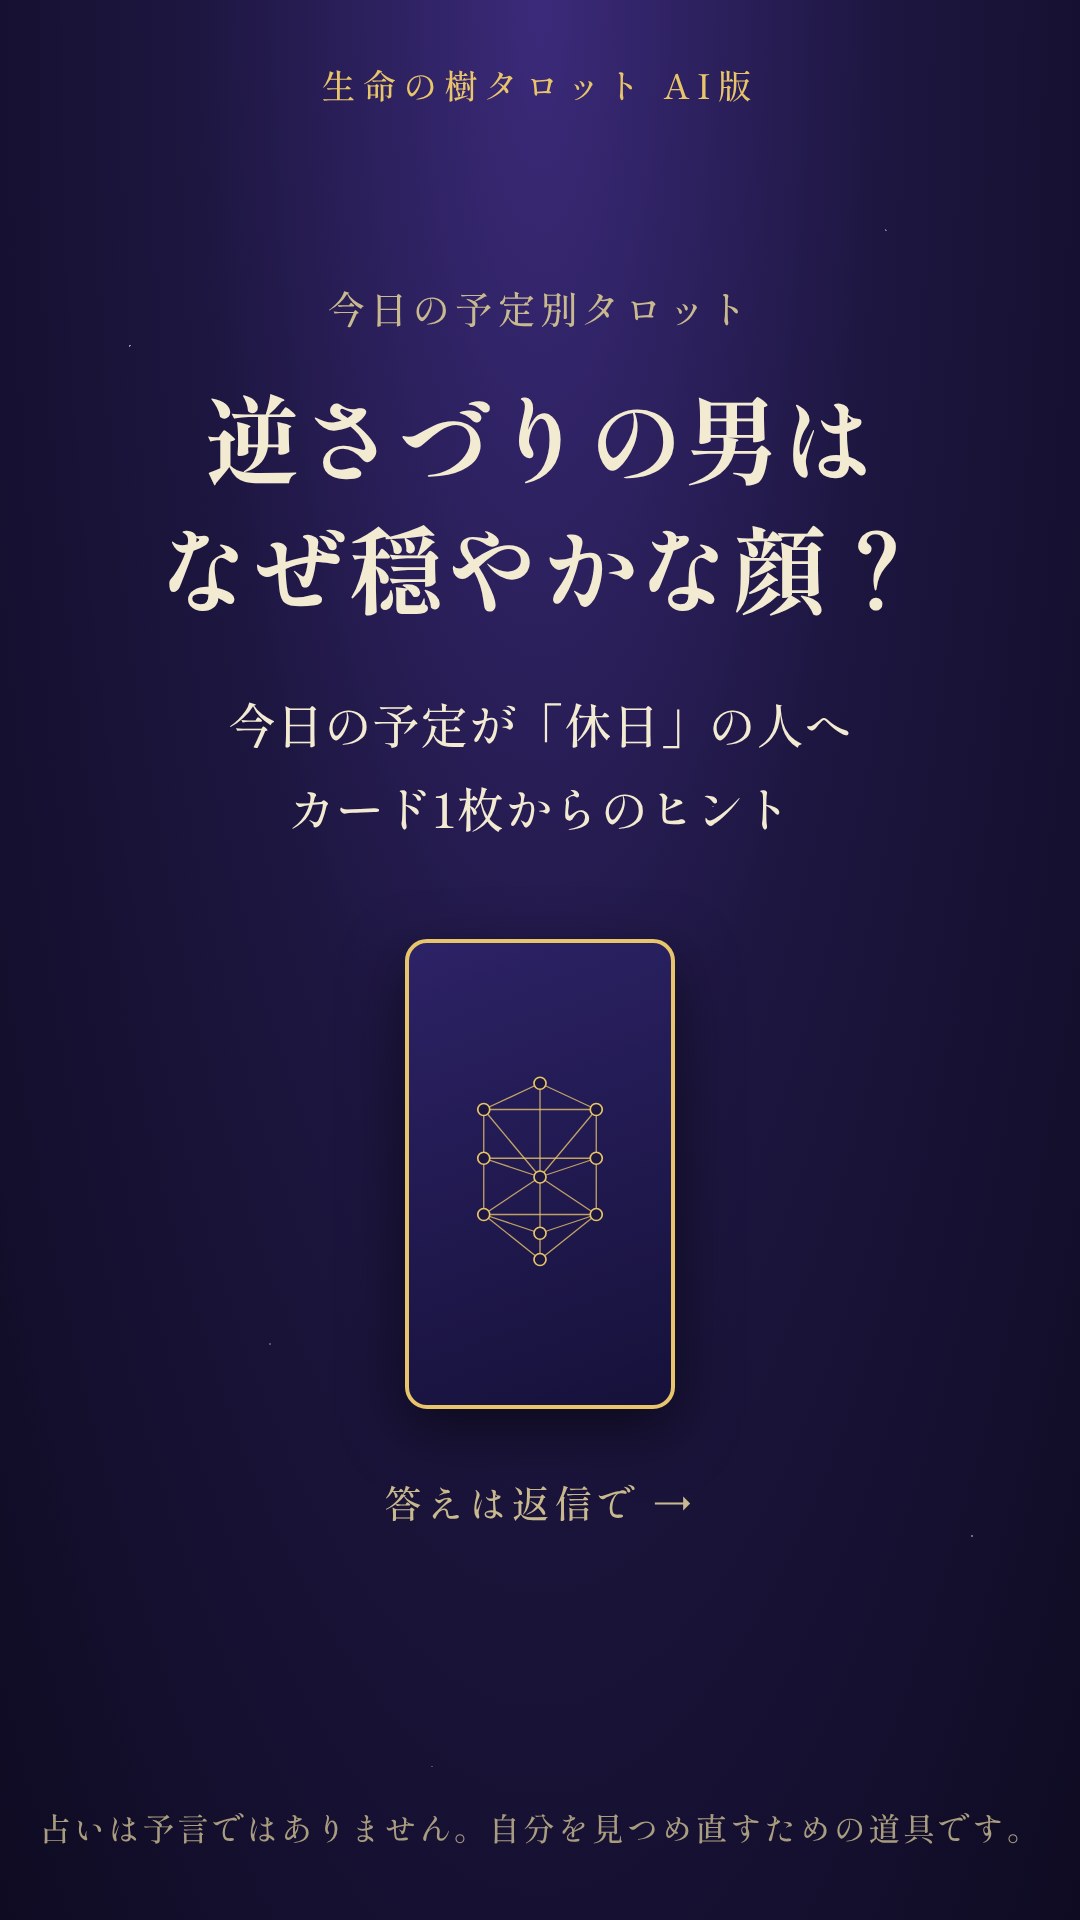 生命の樹タロット AI版
今日の予定別タロット
逆さづりの男は
なぜ穏やかな顔？
今日の予定が「休日」の人へ
カード1枚からのヒント
答えは返信で →
占いは予言ではありません。自分を見つめ直すための道具です。